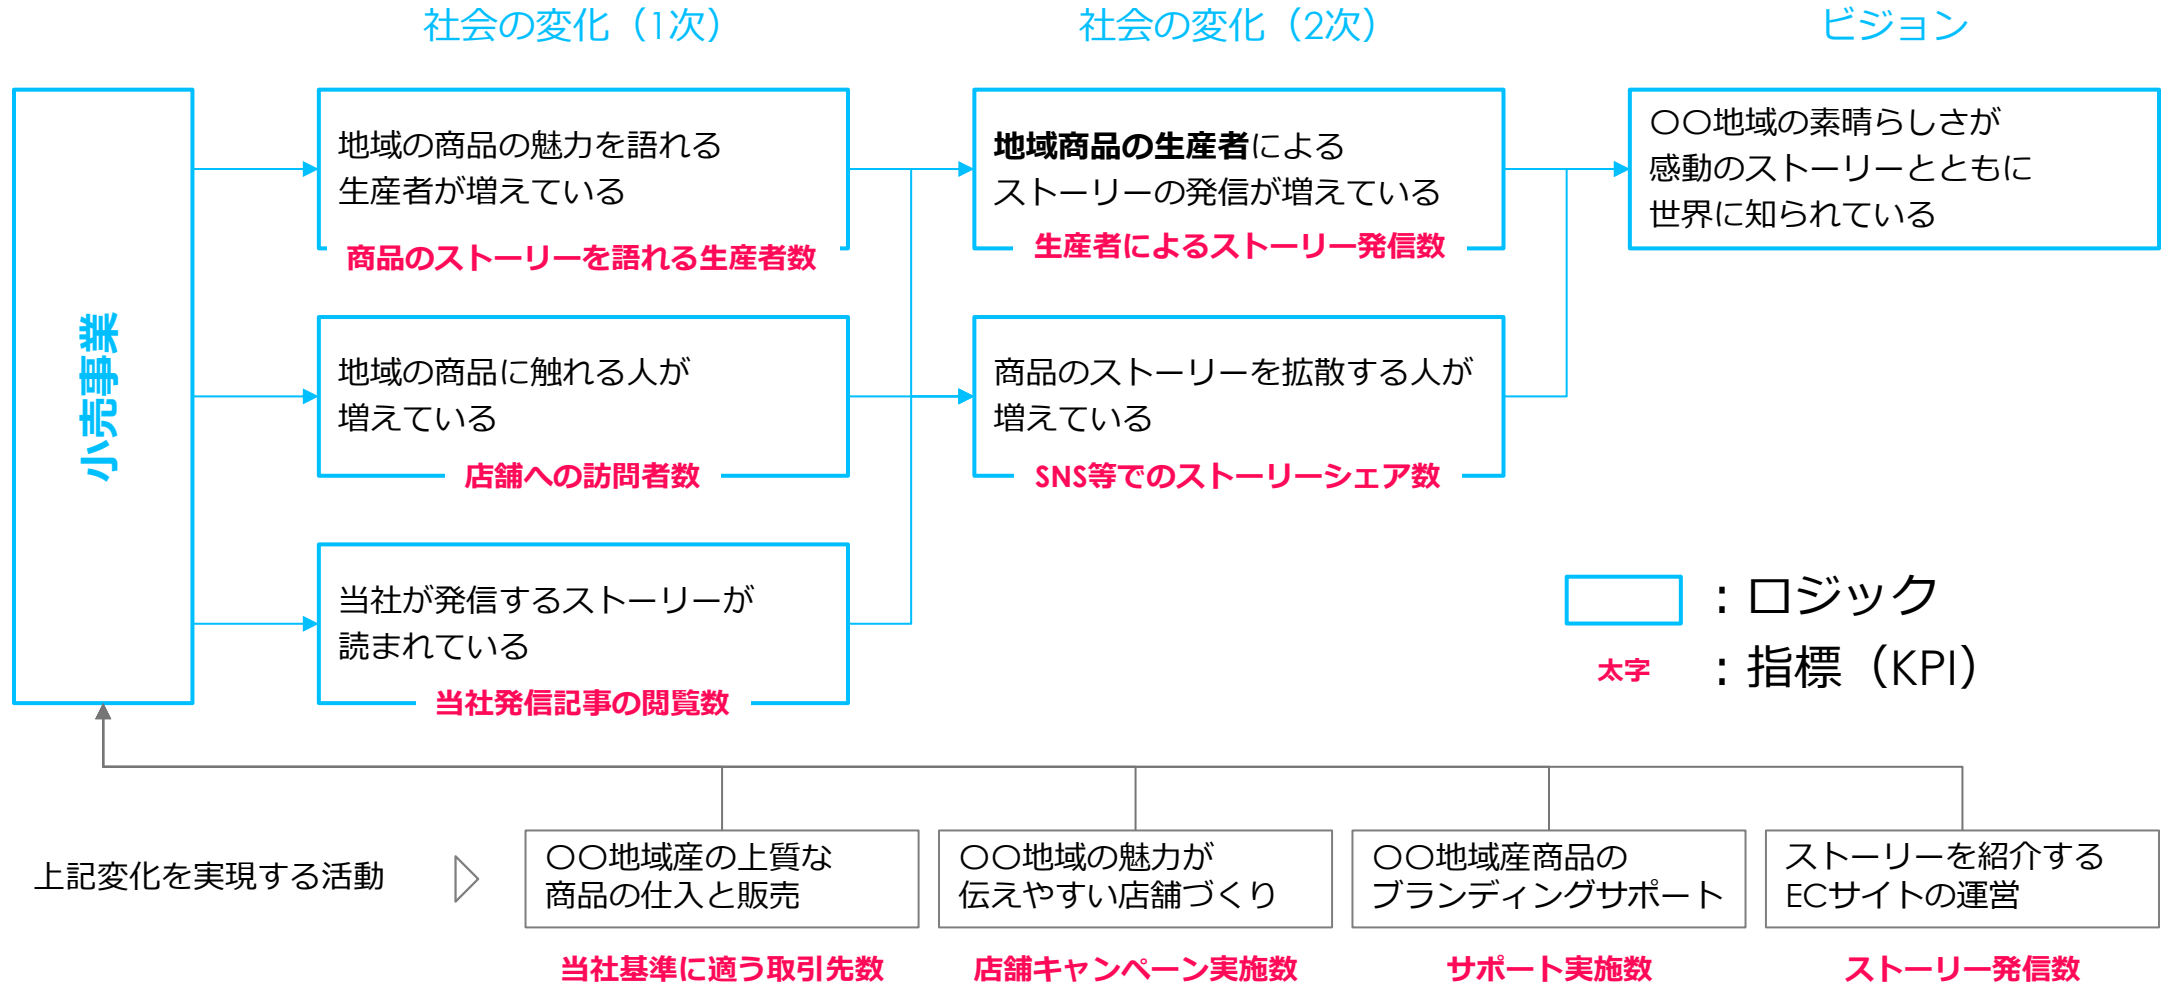 社会の変化（1次）
社会の変化（2次）
ビジョン
小売事業
地域の商品の魅力を語れる
生産者が増えている
商品のストーリーを語れる生産者数
地域の商品に触れる人が
増えている
店舗への訪問者数
当社が発信するストーリーが
読まれている
当社発信記事の閲覧数
地域商品の生産者による
ストーリーの発信が増えている
生産者によるストーリー発信数
商品のストーリーを拡散する人が
増えている
SNS等でのストーリーシェア数
〇〇地域の素晴らしさが
感動のストーリーとともに
世界に知られている
：ロジック
太字 ：指標（KPI）
上記変化を実現する活動
〇〇地域産の上質な
商品の仕入と販売
当社基準に適う取引先数
〇〇地域の魅力が
伝えやすい店舗づくり
店舗キャンペーン実施数
〇〇地域産商品の
ブランディングサポート
サポート実施数
ストーリーを紹介する
ECサイトの運営
ストーリー発信数